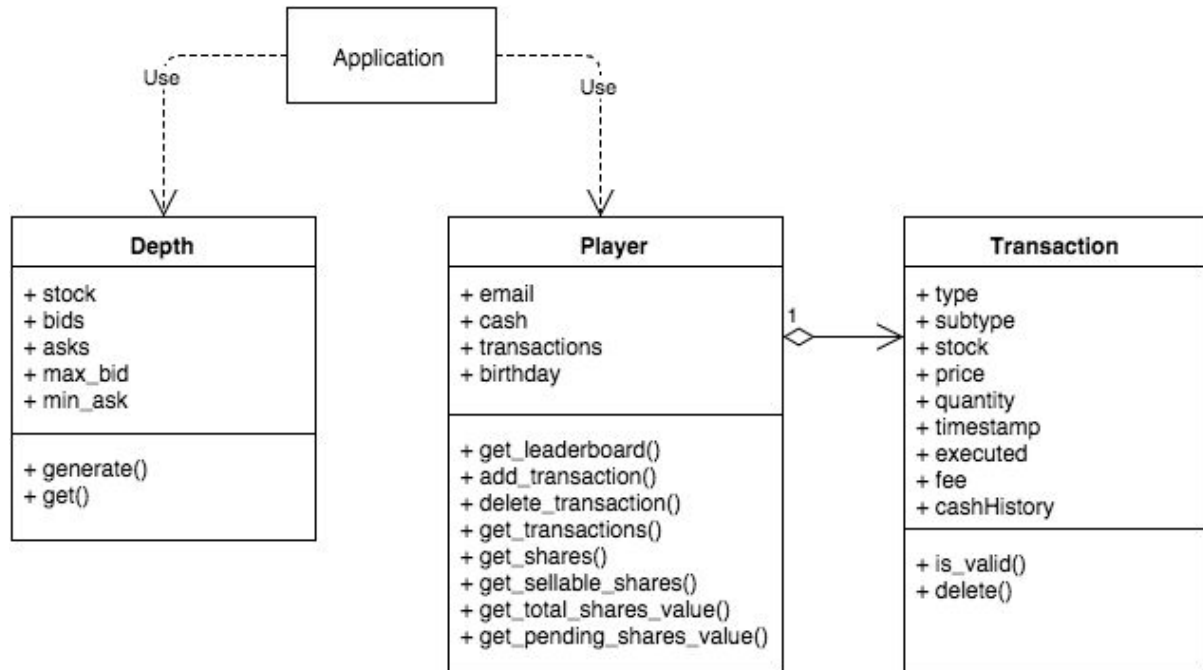 Application
Use
Use
Depth
+ stock
+ bids
+ asks
+ max_bid
+ min_ask
+ generate()
+ get()
Player
+ email
+ cash
+ transactions
+ birthday
+ get_leaderboard()
+ add_transaction()
+ delete_transaction()
+ get_transactions()
+ get_shares()
+ get_sellable_shares()
+ get_total_shares_value()
+ get_pending_shares_value()
1
Transaction
+ type
+ subtype
+ stock
+ price
+ quantity
+ timestamp
+ executed
+ fee
+ cashHistory
+ is_valid()
+ delete()